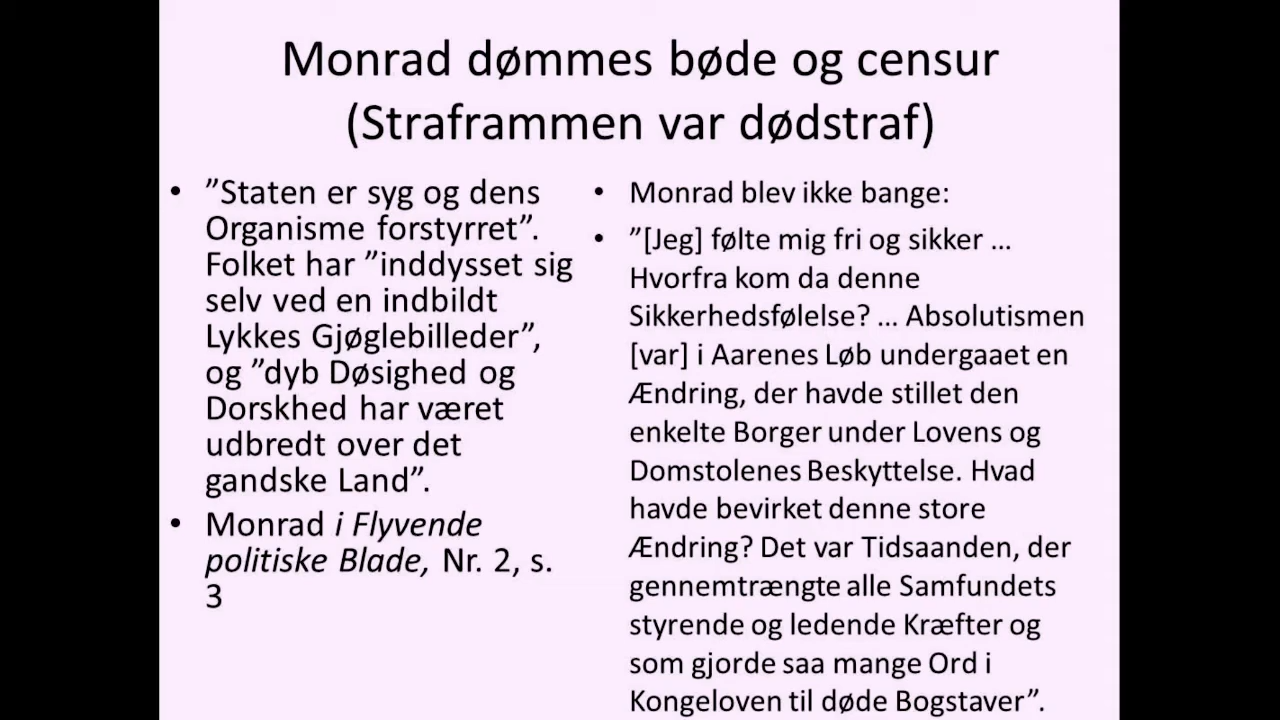 Monrad dømmes bøde og censur
(Straframmen var dødstraf)
• ”Staten er syg og dens
Organisme forstyrret”.
Folket har ”inddysset sig
selv ved en indbildt
Lykkes Gjøglebilleder”,
og ”dyb Døsighed og
Dorskhed har været
udbredt over det
gandske Land”.
• Monrad i Flyvende
politiske Blade, Nr. 2, s.
3
• Monrad blev ikke bange:
• ”[Jeg] følte mig fri og sikker …
Hvorfra kom da denne
Sikkerhedsfølelse? … Absolutismen
[var] i Aarenes Løb undergaaet en
Ændring, der havde stillet den
enkelte Borger under Lovens og
Domstolenes Beskyttelse. Hvad
havde bevirket denne store
Ændring? Det var Tidsaanden, der
gennemtrængte alle Samfundets
styrende og ledende Kræfter og
som gjorde saa mange Ord i
Kongeloven til døde Bogstaver”.